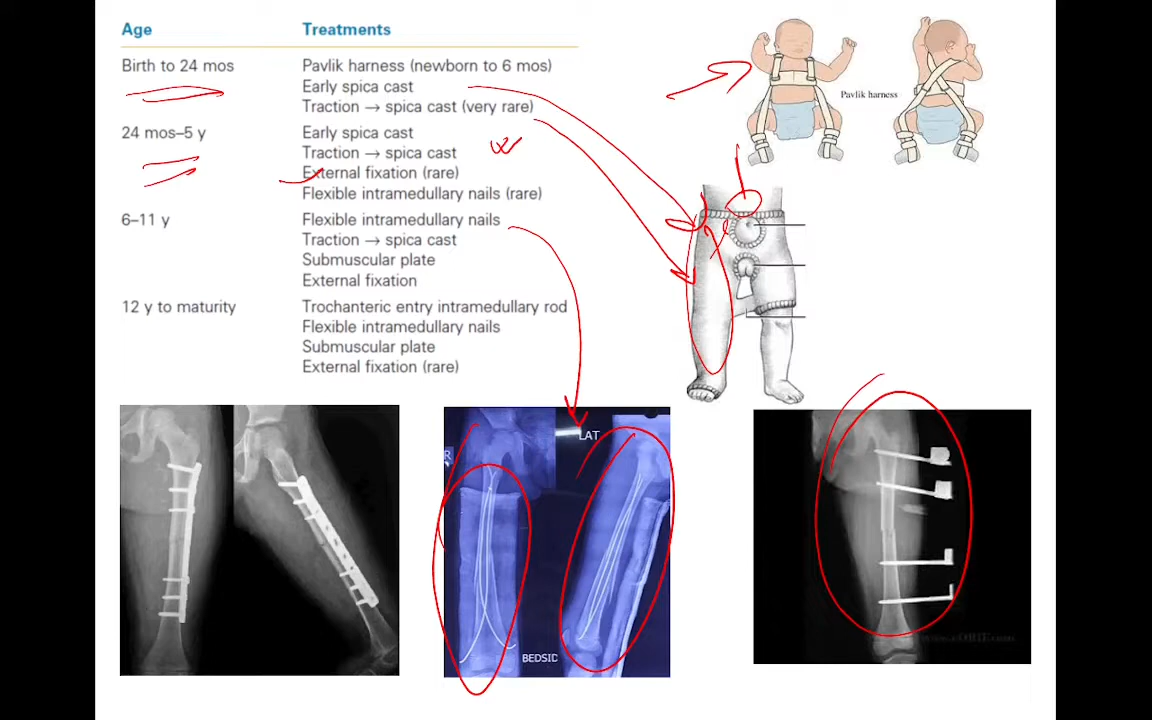 Age Treatments
Birth to 24 mos Pavlik harness (newborn to 6 mos)
Early spica cast
Traction → spica cast (very rare)
24 mos–5 y Early spica cast
Traction → spica cast
External fixation (rare)
Flexible intramedullary nails (rare)
6–11 y Flexible intramedullary nails
Traction → spica cast
Submuscular plate
External fixation
12 y to maturity Trochanteric entry intramedullary rod
Flexible intramedullary nails
Submuscular plate
External fixation (rare)
Pavlik harness
R
LAT
BEDSID